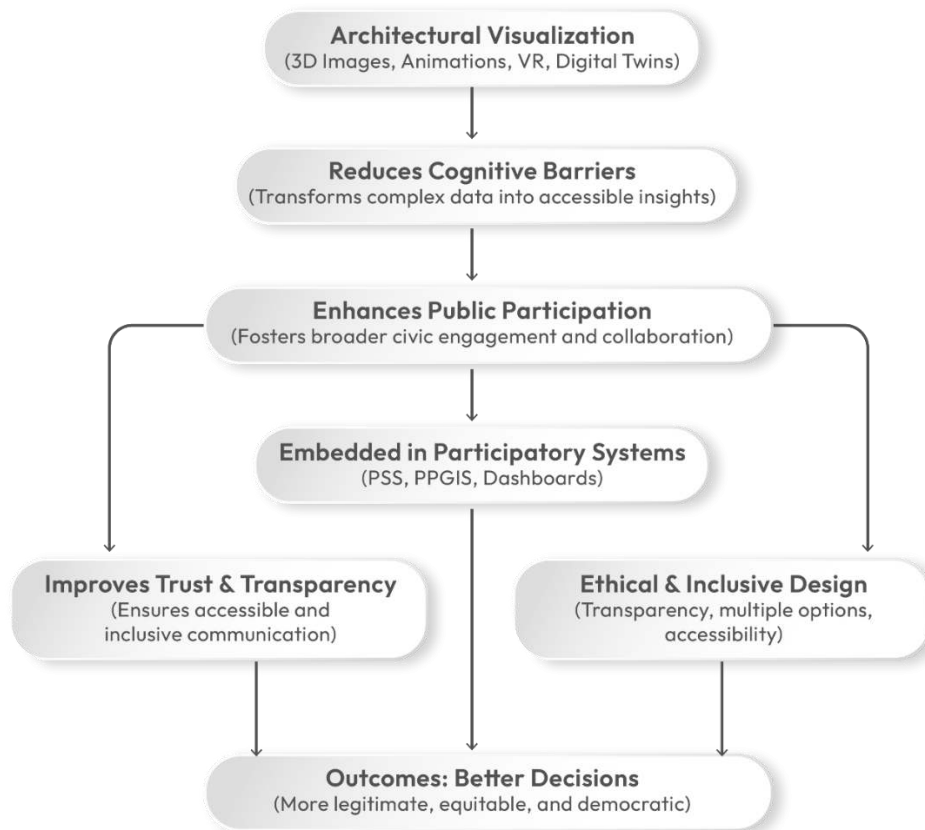 Architectural Visualization
(3D Images, Animations, VR, Digital Twins)
Reduces Cognitive Barriers
(Transforms complex data into accessible insights)
Enhances Public Participation
(Fosters broader civic engagement and collaboration)
Embedded in Participatory Systems
(PSS, PPGIS, Dashboards)
Improves Trust & Transparency
(Ensures accessible and
inclusive communication)
Ethical & Inclusive Design
(Transparency, multiple options,
accessibility)
Outcomes: Better Decisions
(More legitimate, equitable, and democratic)